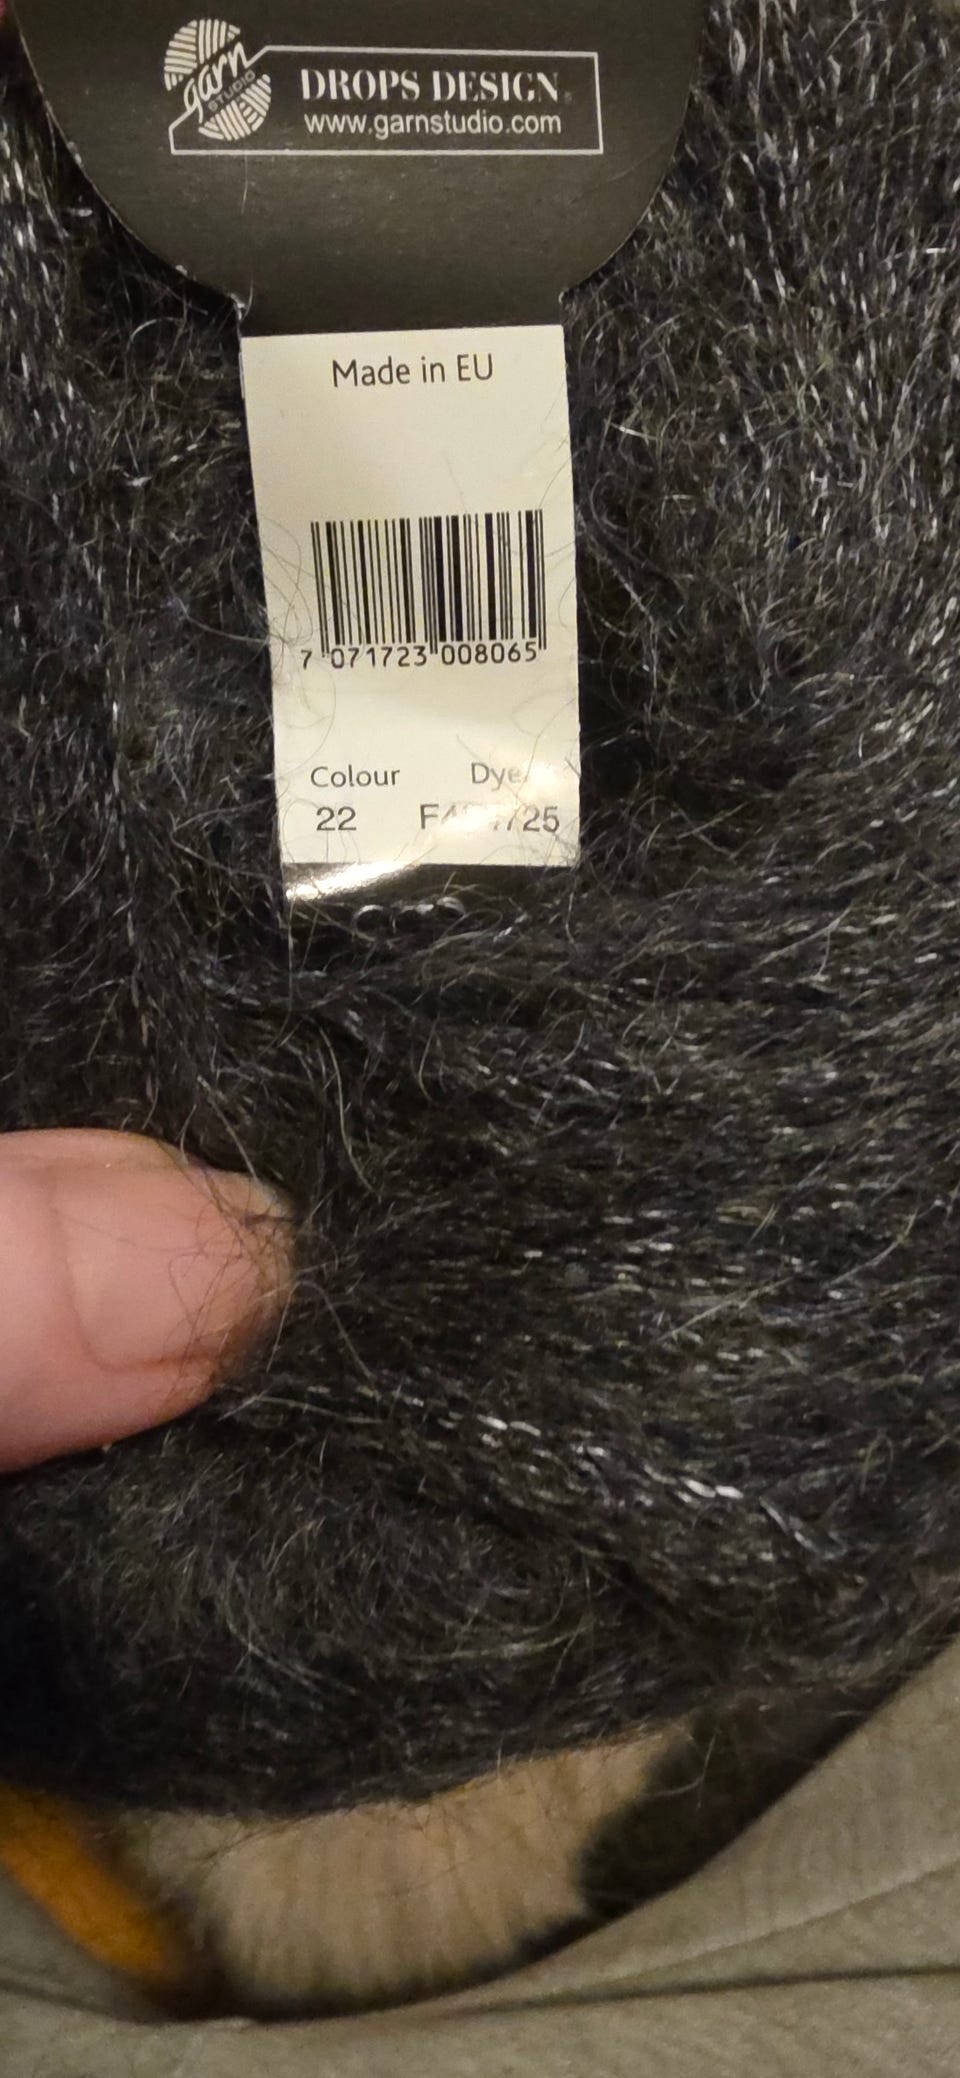 garn
STUDIO
DROPS DESIGN
www.garnstudio.com
Made in EU
7 071723 008065
Colour
22